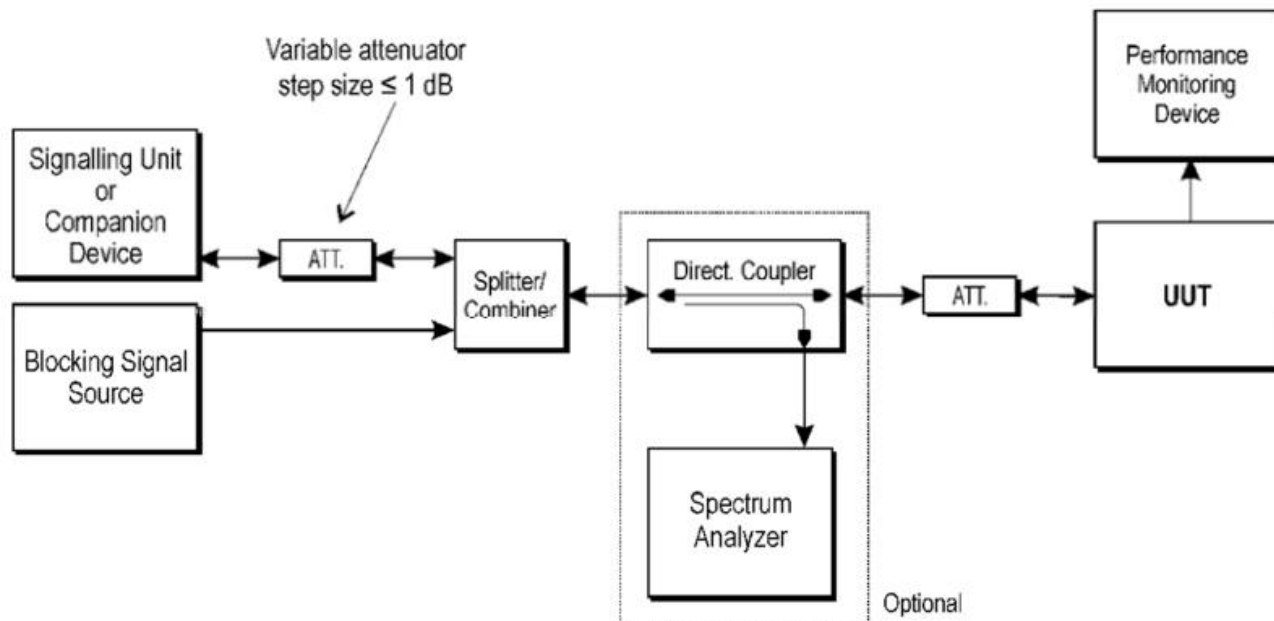 Variable attenuator
step size ≤ 1 dB
Performance
Monitoring
Device
Signalling Unit
or
Companion
Device
ATT.
Splitter/
Combiner
Direct. Coupler
ATT.
UUT
Blocking Signal
Source
Spectrum
Analyzer
Optional